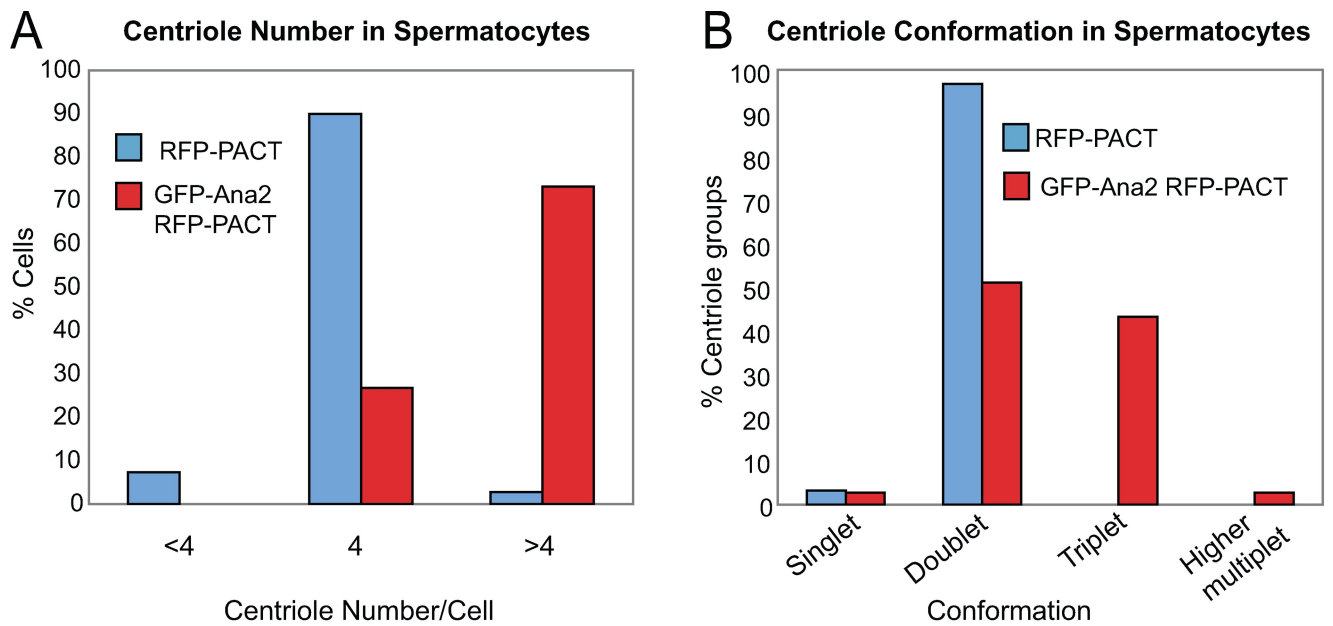 A
Centriole Number in Spermatocytes
100
90
80
70
60
50
40
30
20
10
0
% Cells
RFP-PACT
GFP-Ana2
RFP-PACT
<4
4
>4
Centriole Number/Cell
B
Centriole Conformation in Spermatocytes
100
90
80
70
60
50
40
30
20
10
0
% Centriole groups
RFP-PACT
GFP-Ana2 RFP-PACT
Singlet
Doublet
Triplet
Higher
multiplet
Conformation